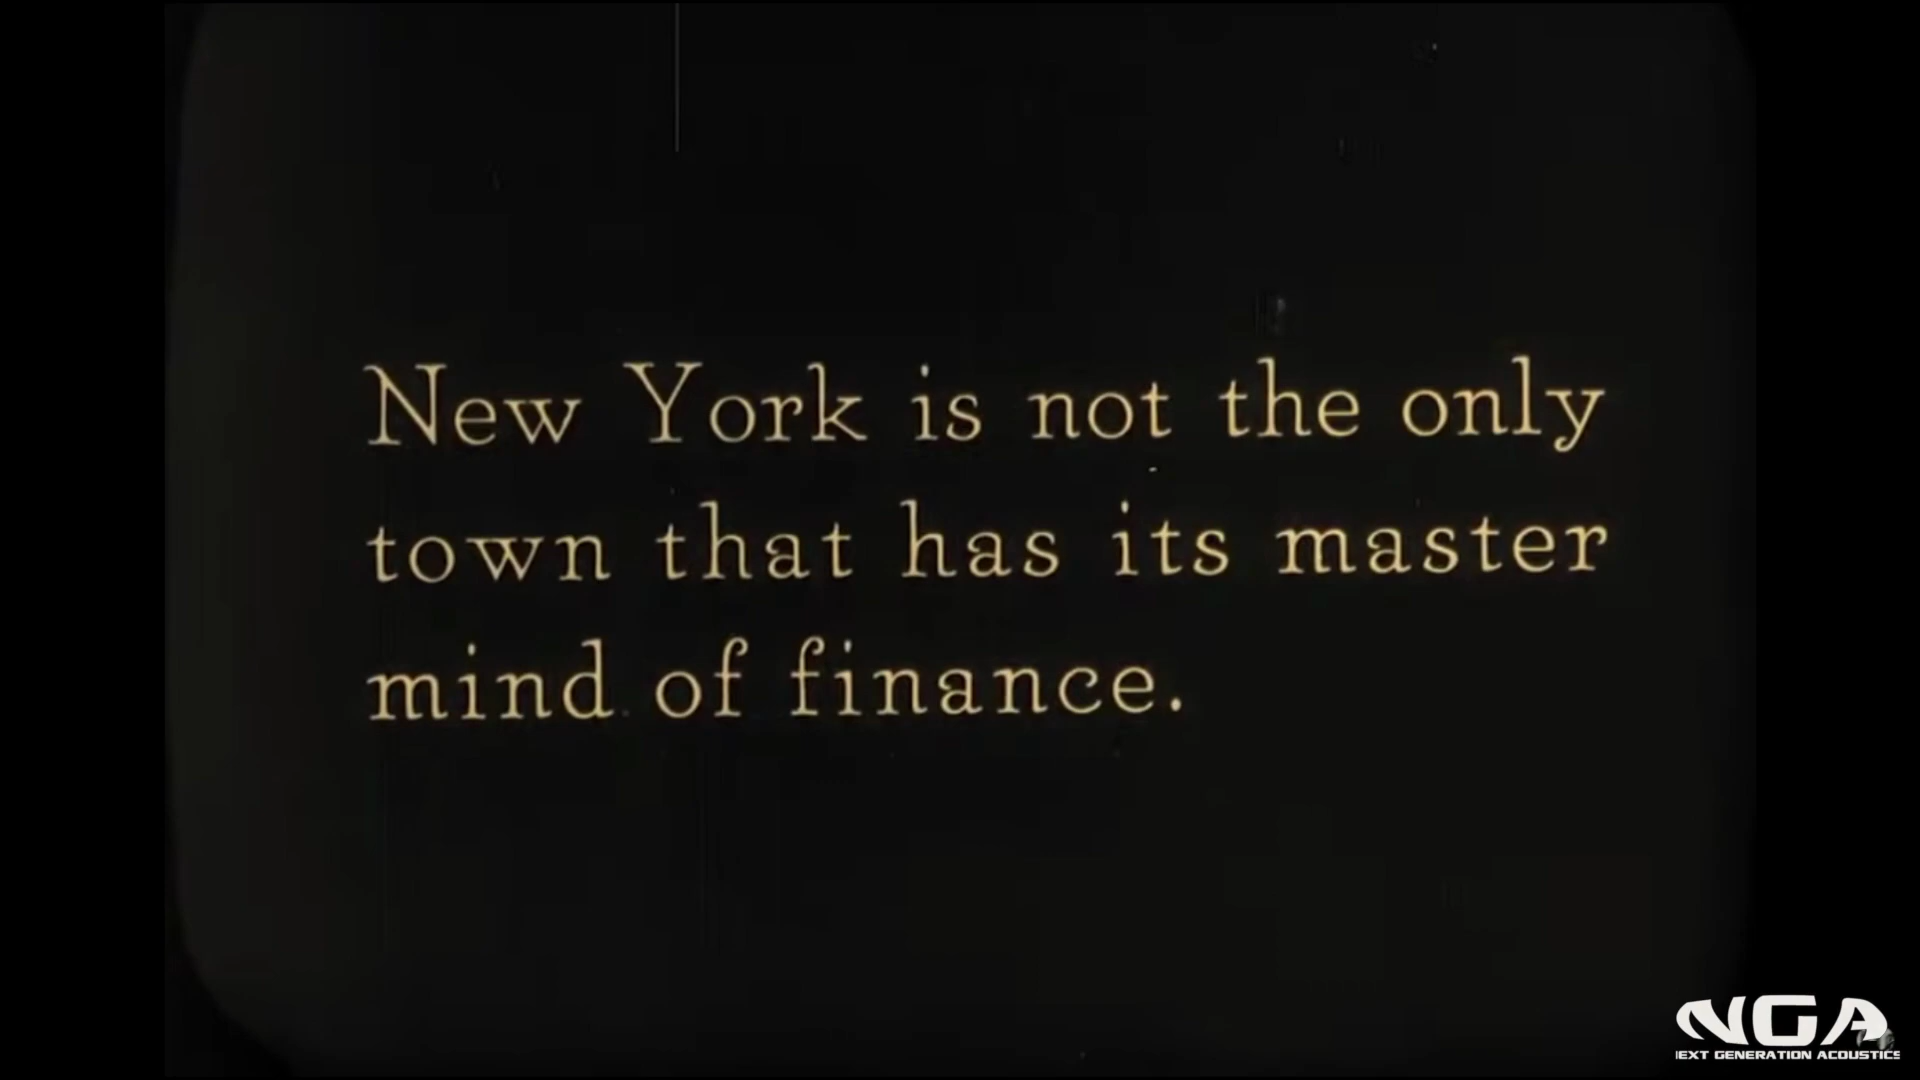 New York is not the only
town that has its master
mind of finance.
NGA
NEXT GENERATION ACOUSTICS